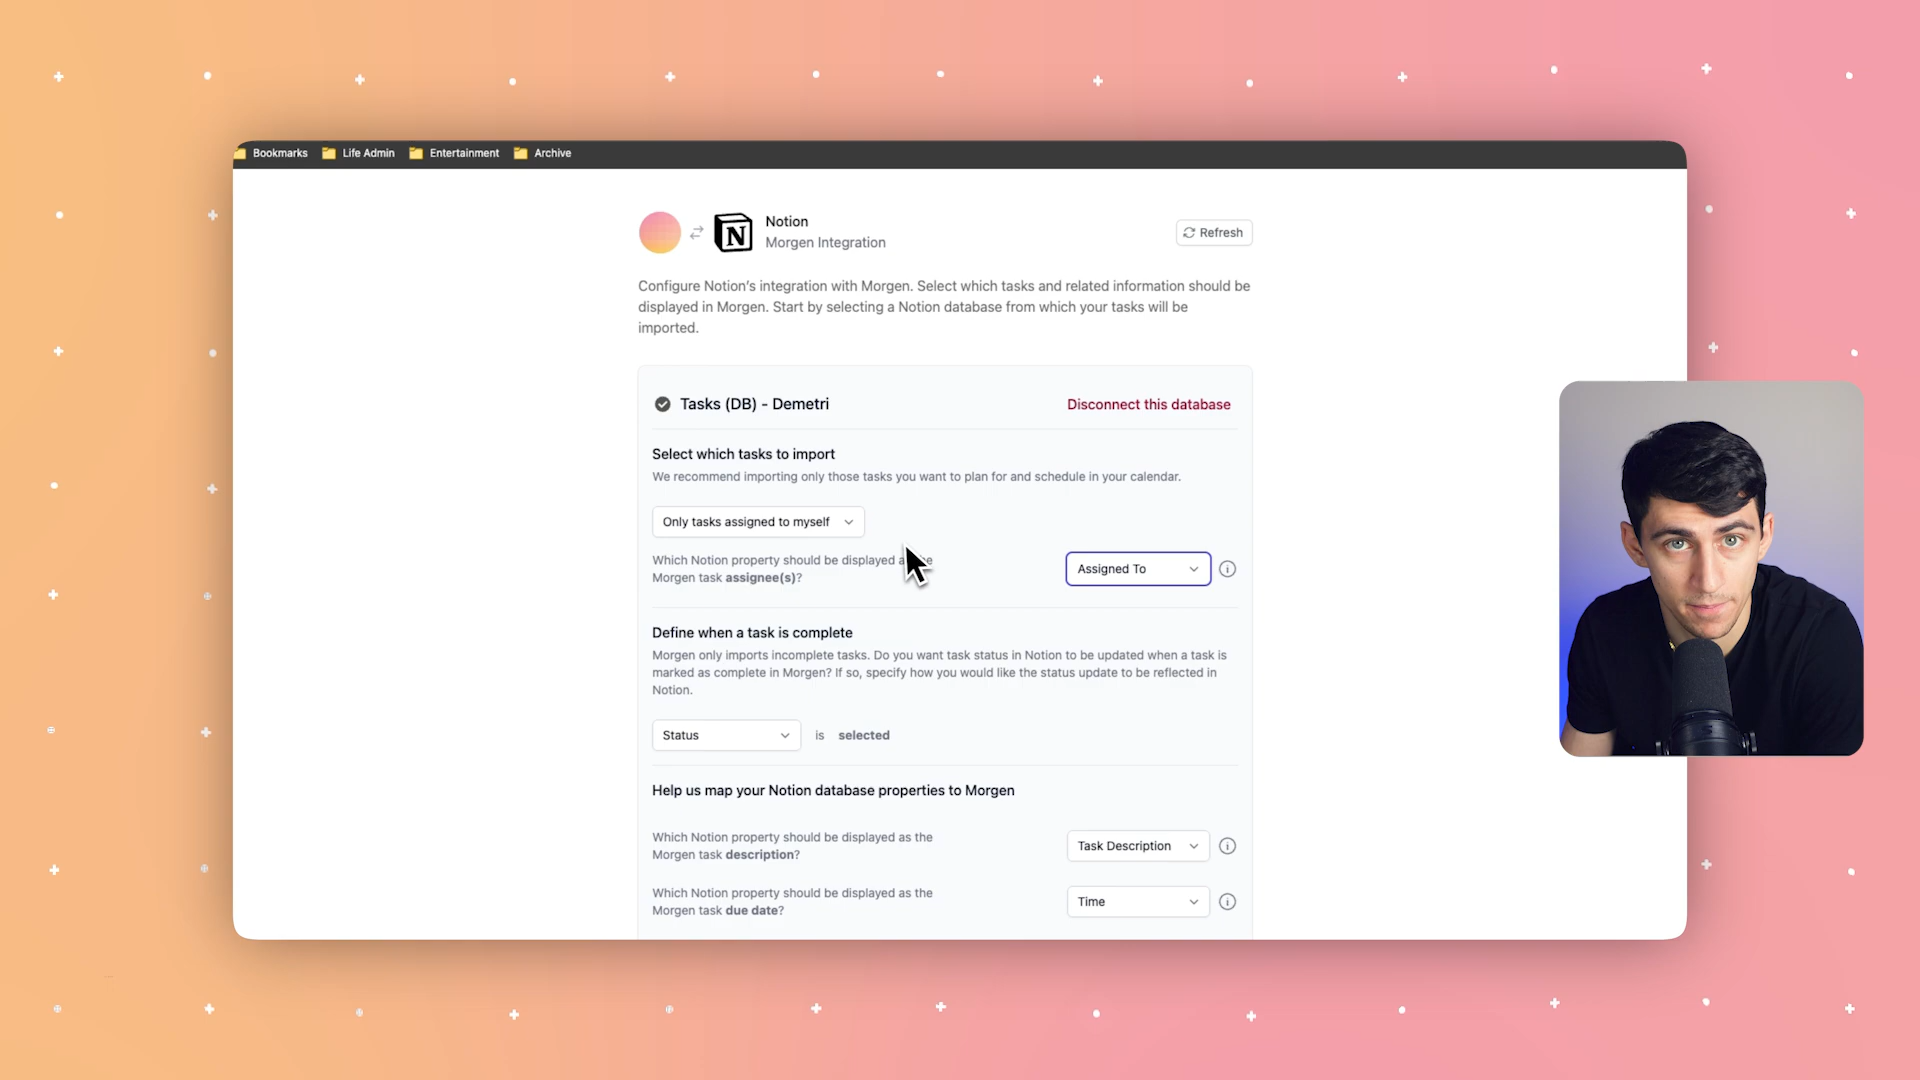 Bookmarks
Life Admin
Entertainment
Archive
N
Notion
Morgen Integration
Refresh
Configure Notion's integration with Morgen. Select which tasks and related information should be
displayed in Morgen. Start by selecting a Notion database from which your tasks will be
imported.
Tasks (DB) - Demetri
Disconnect this database
Select which tasks to import
We recommend importing only those tasks you want to plan for and schedule in your calendar.
Only tasks assigned to myself
Which Notion property should be displayed
Morgen task assignee(s)?
Assigned To
Define when a task is complete
Morgen only imports incomplete tasks. Do you want task status in Notion to be updated when a task is
marked as complete in Morgen? If so, specify how you would like the status update to be reflected in
Notion.
Status
is selected
Help us map your Notion database properties to Morgen
Which Notion property should be displayed as the
Morgen task description?
Task Description
Which Notion property should be displayed as the
Morgen task due date?
Time